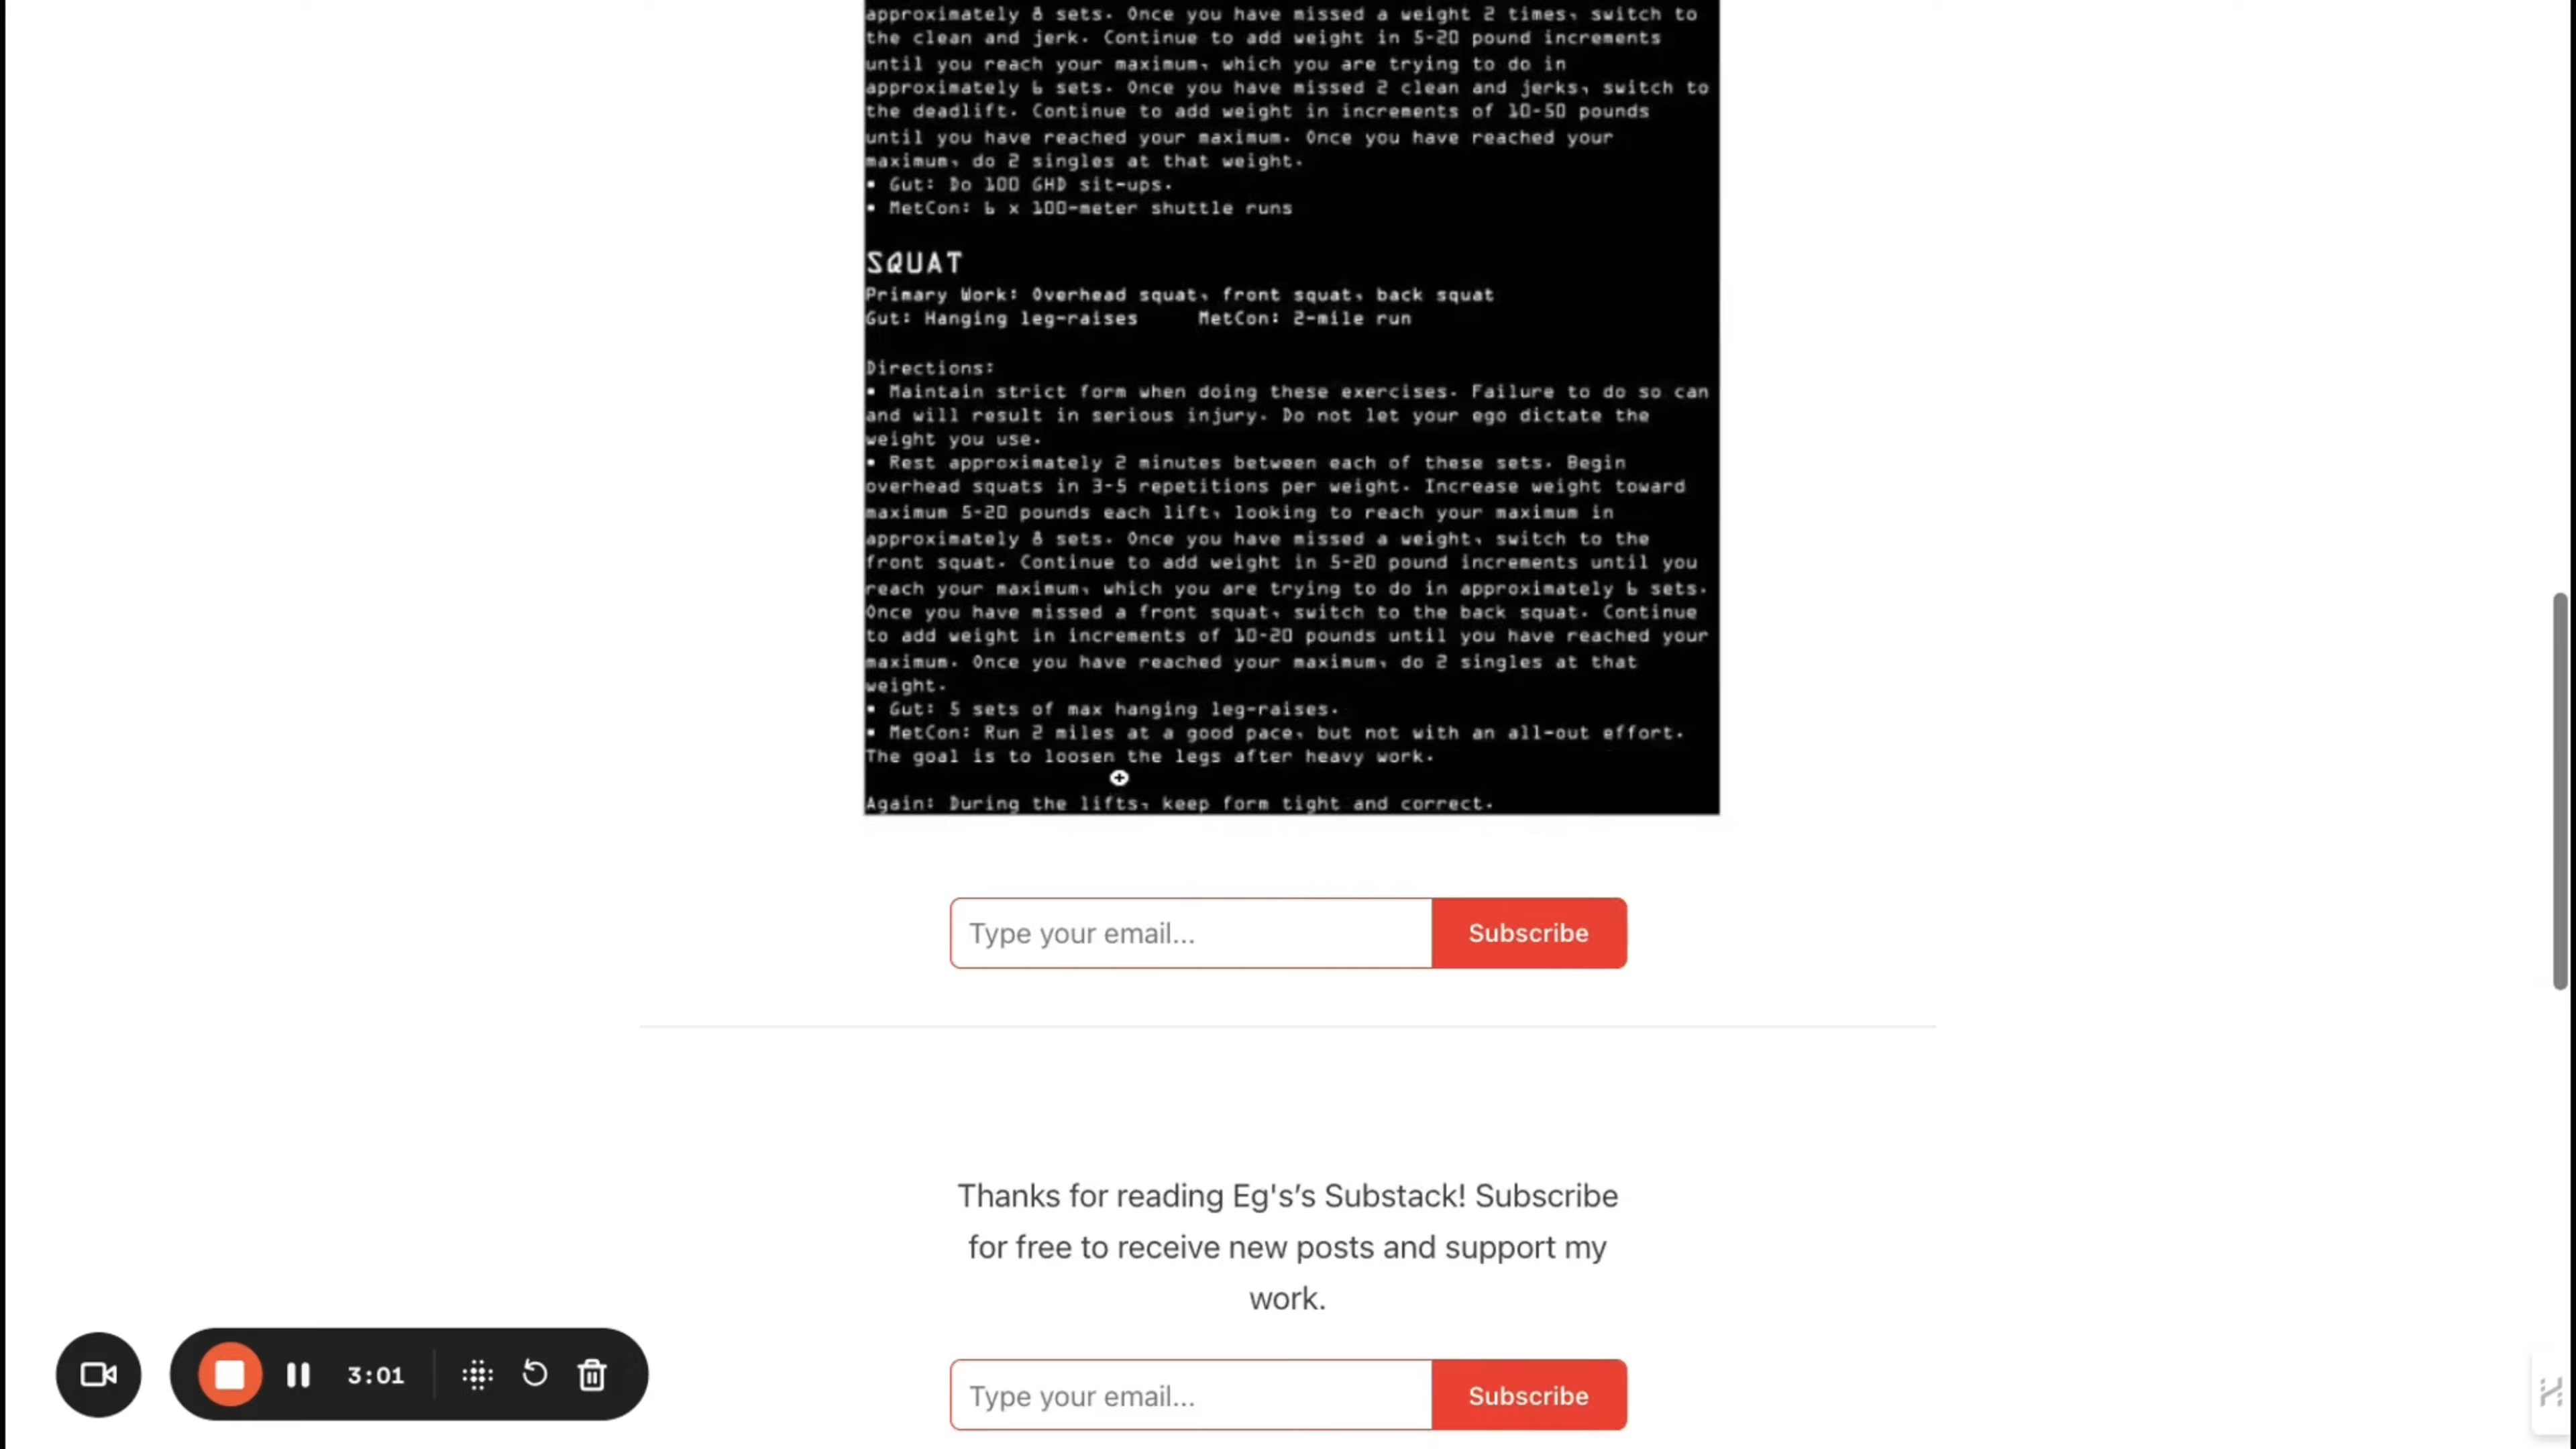 approximately 8 sets. Once you have missed a weight 2 times, switch to
the clean and jerk. Continue to add weight in 5-20 pound increments
until you reach your maximum, which you are trying to do in
approximately 6 sets. Once you have missed 2 clean and jerks, switch to
the deadlift. Continue to add weight in increments of 10-50 pounds
until you have reached your maximum. Once you have reached your
maximum, do 2 singles at that weight.
▪ Gut: Do 100 GHD sit-ups.
▪ MetCon: 6 x 100-meter shuttle runs
SQUAT
Primary Work: Overhead squat, front squat, back squat
Gut: Hanging leg-raises MetCon: 2-mile run
Directions:
▪ Maintain strict form when doing these exercises. Failure to do so can
and will result in serious injury. Do not let your ego dictate the
weight you use.
▪ Rest approximately 2 minutes between each of these sets. Begin
overhead squats in 3-5 repetitions per weight. Increase weight toward
maximum 5-20 pounds each lift, looking to reach your maximum in
approximately 8 sets. Once you have missed a weight, switch to the
front squat. Continue to add weight in 5-20 pound increments until you
reach your maximum, which you are trying to do in approximately 6 sets.
Once you have missed a front squat, switch to the back squat. Continue
to add weight in increments of 10-20 pounds until you have reached your
maximum. Once you have reached your maximum, do 2 singles at that
weight.
▪ Gut: 5 sets of max hanging leg-raises.
▪ MetCon: Run 2 miles at a good pace, but not with an all-out effort.
The goal is to loosen the legs after heavy work.
Again: During the lifts, keep form tight and correct.
Type your email... Subscribe
Thanks for reading Eg's’s Substack! Subscribe
for free to receive new posts and support my
work.
Type your email... Subscribe
3:01